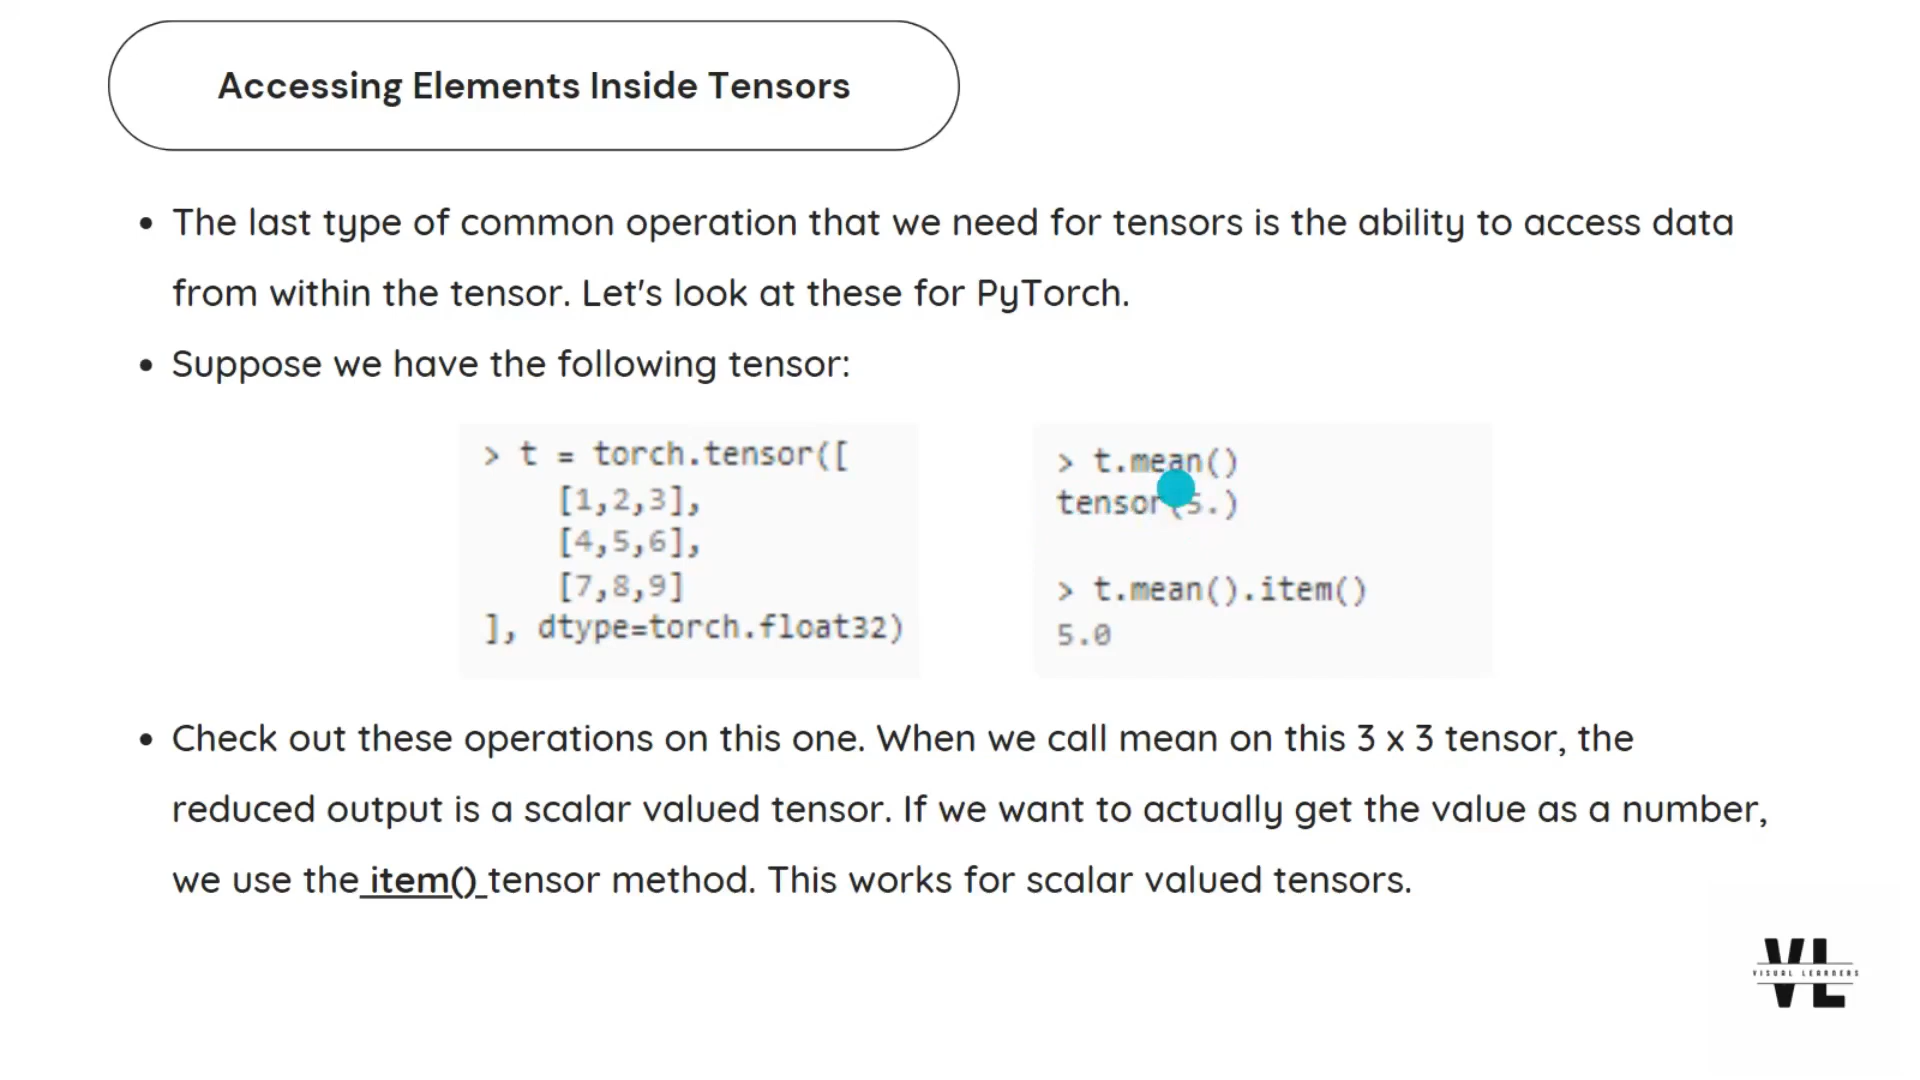 Accessing Elements Inside Tensors
• The last type of common operation that we need for tensors is the ability to access data
from within the tensor. Let's look at these for PyTorch.
• Suppose we have the following tensor:
> t = torch.tensor([
[1,2,3],
[4,5,6],
[7,8,9]
], dtype=torch.float32)
> t.mean()
tensor(5.)
> t.mean().item()
5.0
• Check out these operations on this one. When we call mean on this 3 x 3 tensor, the
reduced output is a scalar valued tensor. If we want to actually get the value as a number,
we use the item() tensor method. This works for scalar valued tensors.
VL
VISUAL LEARNERS